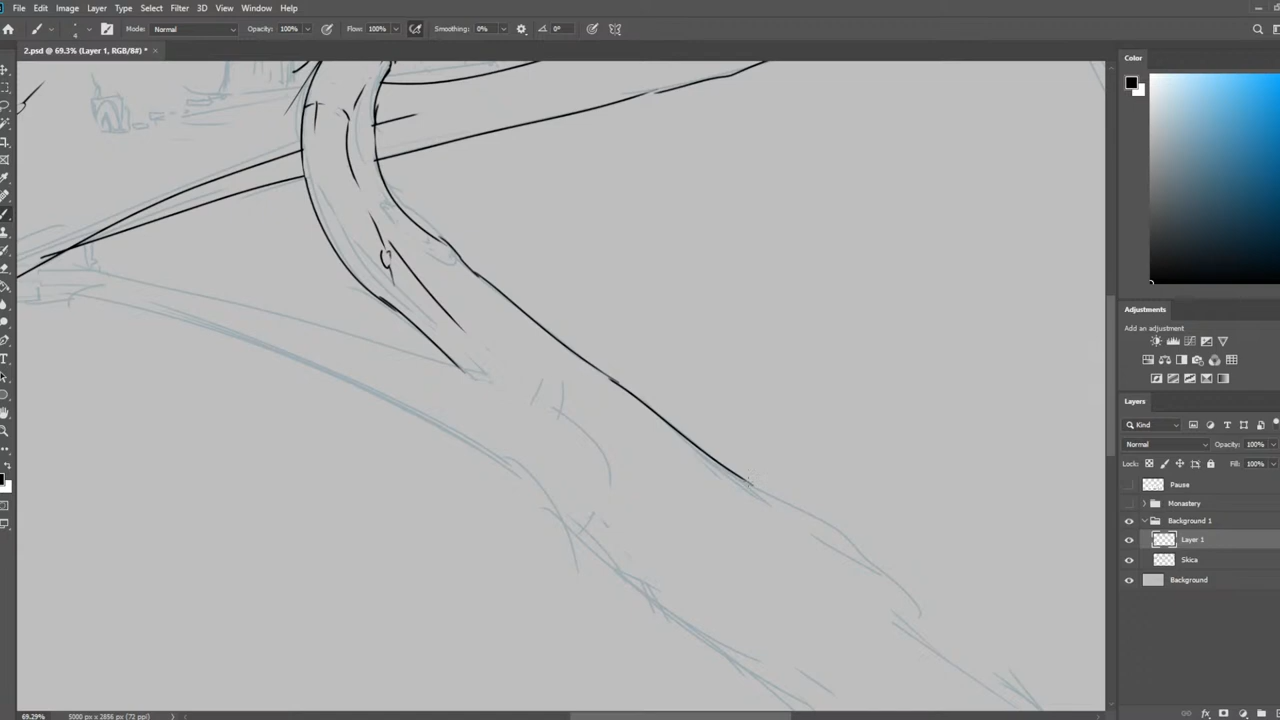 File Edit Image Layer Type Select Filter 3D View Window Help
4 Mode: Normal Opacity: 100% Flow: 100% Smoothing: 0% 0°
2.psd @ 69.3% (Layer 1, RGB/8#) *
Color
Adjustments
Add an adjustment
Layers
Kind
Normal Opacity: 100%
Lock: Fill: 100%
Pause
Monastery
Background 1
Layer 1
Skica
Background
69.29% 5000 px x 2856 px (72 ppi)